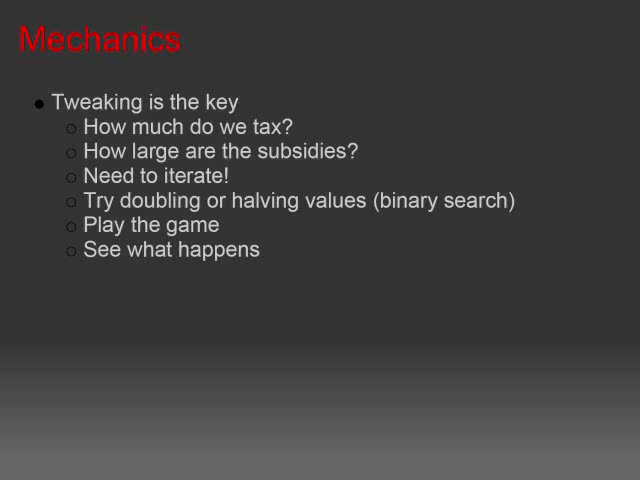 Mechanics
Tweaking is the key
How much do we tax?
How large are the subsidies?
Need to iterate!
Try doubling or halving values (binary search)
Play the game
See what happens